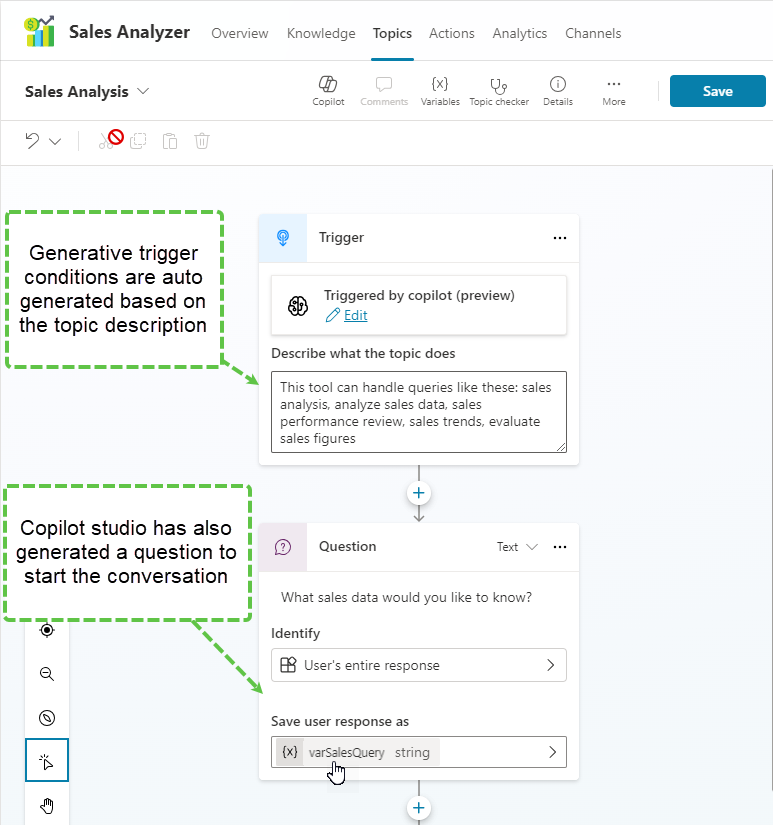 Sales Analyzer Overview Knowledge Topics Actions Analytics Channels
Sales Analysis
Copilot Comments {x} Variables Topic checker Details More
Save
Generative trigger
conditions are auto
generated based on
the topic description
Trigger
Triggered by copilot (preview)
Edit
Describe what the topic does
This tool can handle queries like these: sales
analysis, analyze sales data, sales
performance review, sales trends, evaluate
sales figures
Copilot studio has also
generated a question to
start the conversation
Question Text
What sales data would you like to know?
Identify
User's entire response
Save user response as
{x} varSalesQuery string